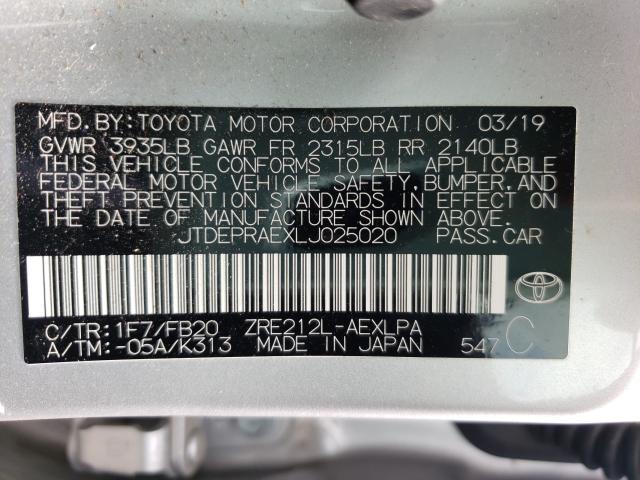 MFD.BY:TOYOTA MOTOR CORPORATION 03/19
GVWR 3935LB GAWR FR 2315LB RR 2140LB
THIS VEHICLE CONFORMS TO ALL APPLICABLE
FEDERAL MOTOR VEHICLE SAFETY,BUMPER,AND
THEFT PREVENTION STANDARDS IN EFFECT ON
THE DATE OF MANUFACTURE SHOWN ABOVE.
JTDEPRAEXLJ025020 PASS.CAR
C/TR:1F7/FB20 ZRE212L-AEXLPA C
A/TM:-05A/K313 MADE IN JAPAN 547